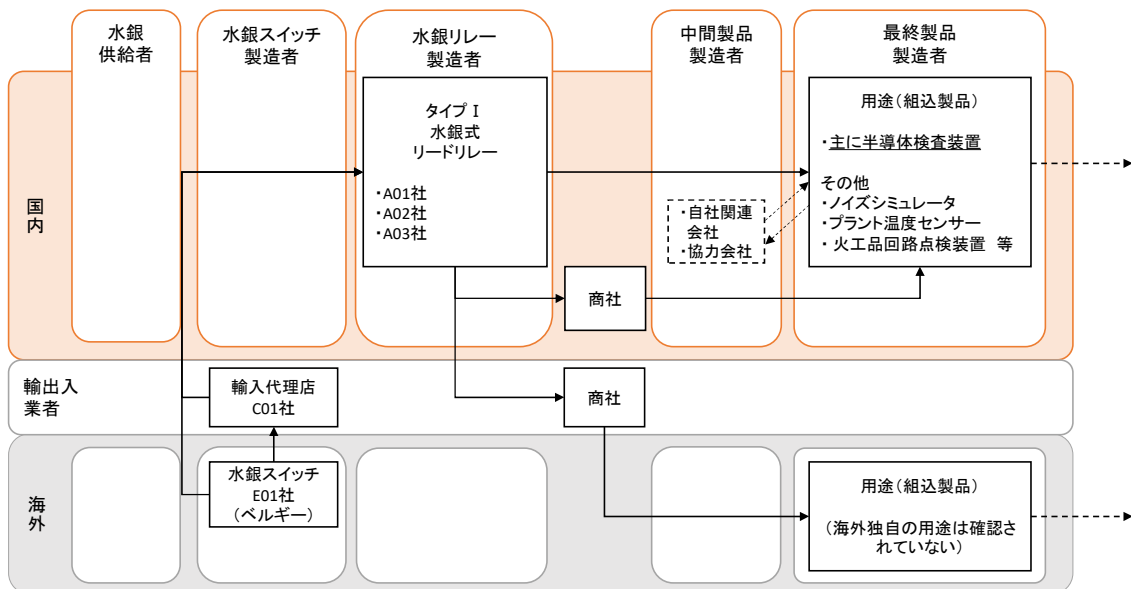 水銀
供給者
水銀スイッチ
製造者
水銀リレー
製造者
中間製品
製造者
最終製品
製造者
国内
タイプⅠ
水銀式
リードリレー
・A01社
・A02社
・A03社
・自社関連
会社
・協力会社
商社
用途（組込製品）
・主に半導体検査装置
その他
・ノイズシミュレータ
・プラント温度センサー
・火工品回路点検装置 等
輸出入
業者
輸入代理店
C01社
商社
海外
水銀スイッチ
E01社
（ベルギー）
用途（組込製品）
（海外独自の用途は確認さ
れていない）